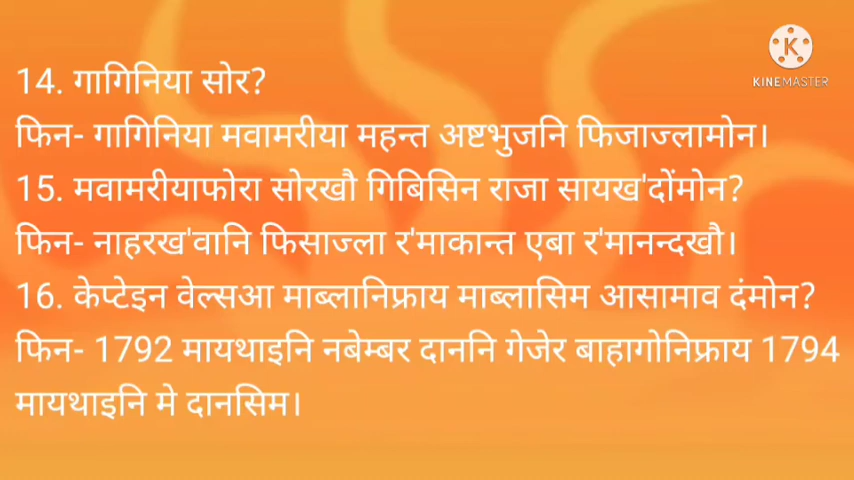 KINEMASTER
14. गागिनिया सोर?
फिन- गागिनिया मवामरीया महन्त अष्टभुजनि फिजाज्लामोन।
15. मवामरीयाफोरा सोरखौ गिबिसिन राजा सायख'दोंमोन?
फिन- नाहरख'वानि फिसाज्ला र'माकान्त एबा र'मानन्दखौ।
16. केप्टेइन वेल्सआ माब्लानिफ्राय माब्लासिम आसामाव दंमोन?
फिन- 1792 मायथाइनि नबेम्बर दाननि गेजेर बाहागोनिफ्राय 1794
मायथाइनि मे दानसिम।